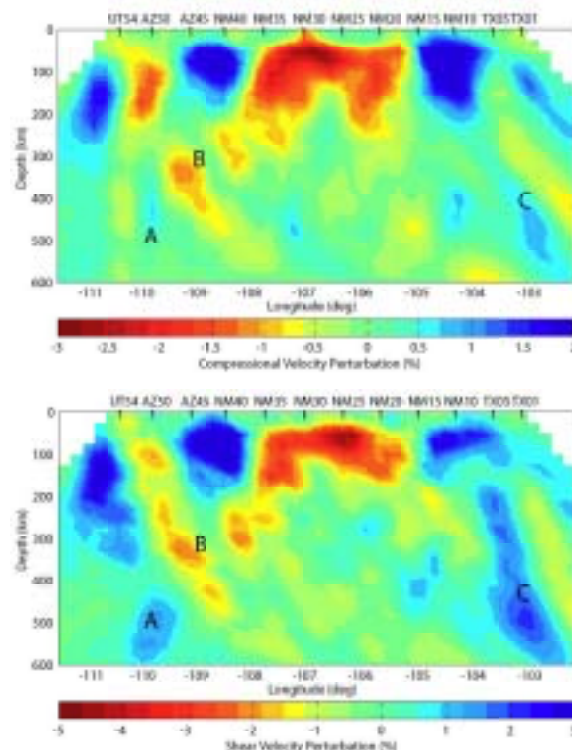 UT54 AZ50 AZ45 NM40 NM35 NM30 NM25 NM20 NM15 NM10 TX05 TX01
0
100
200
300
400
500
600
Depth (km)
B
C
A
-111 -110 -109 -108 -107 -106 -105 -104 -103
Longitude (deg)
-3 -2.5 -2 -1.5 -1 -0.5 0 0.5 1 1.5 2
Compressional Velocity Perturbation (%)
UT54 AZ50 AZ45 NM40 NM35 NM30 NM25 NM20 NM15 NM10 TX05 TX01
0
100
200
300
400
500
600
Depth (km)
B
C
A
-111 -110 -109 -108 -107 -106 -105 -104 -103
Longitude (deg)
-5 -4 -3 -2 -1 0 1 2 3
Shear Velocity Perturbation (%)